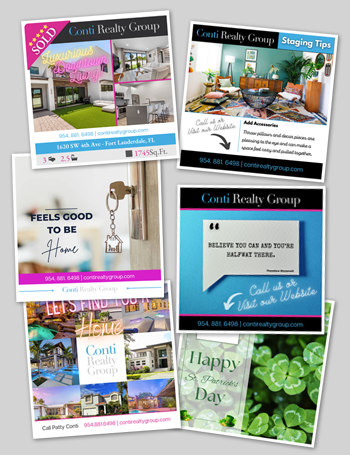 Conti Realty Group
SOLD
Luxurious
Downtown
Living
954. 881. 6498 | contirealtygroup.com
1620 SW 4th Ave - Fort Lauderdale, FL
3
2.5
1745Sq.Ft.
Conti Realty Group
Staging Tips
Call us or
Visit our Website
Add Accessories
Throw pillows and decor pieces are
pleasing to the eye and can make a
space feel cozy and pulled together.
954. 881. 6498 | contirealtygroup.com
FEELS GOOD
TO BE
Home
954. 881. 6498 | contirealtygroup.com
Conti Realty Group
Conti Realty Group
BELIEVE YOU CAN AND YOU'RE
HALFWAY THERE.
Theodore Roosevelt
Call us or
Visit our Website
954. 881. 6498 | contirealtygroup.com
LET'S FIND YOU
Home
Conti
Realty
Group
Call Patty Conti
954.881.6498 | contirealtygroup.com
Happy
St. Patrick's
Day